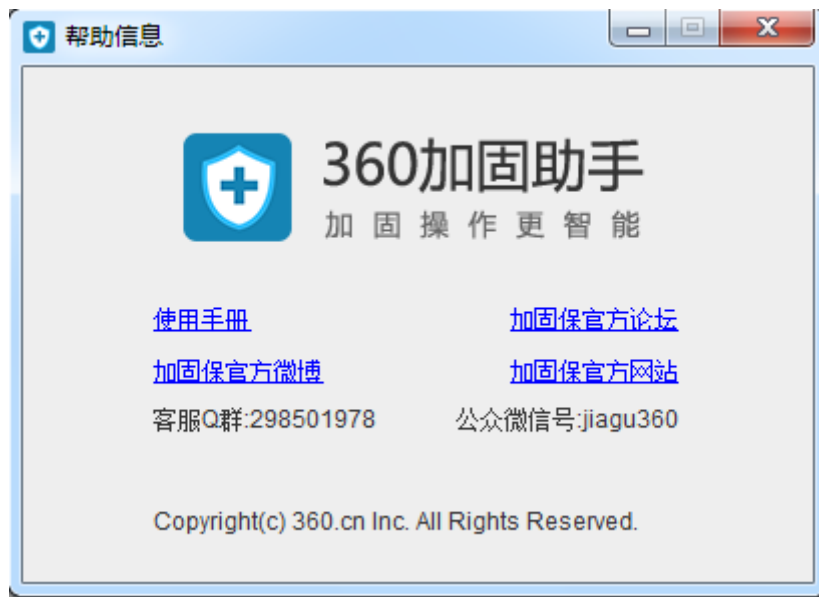 帮助信息
360加固助手
加固操作更智能
使用手册 加固保官方论坛
加固保官方微博 加固保官方网站
客服Q群:298501978 公众微信号:jiagu360
Copyright(c) 360.cn Inc. All Rights Reserved.